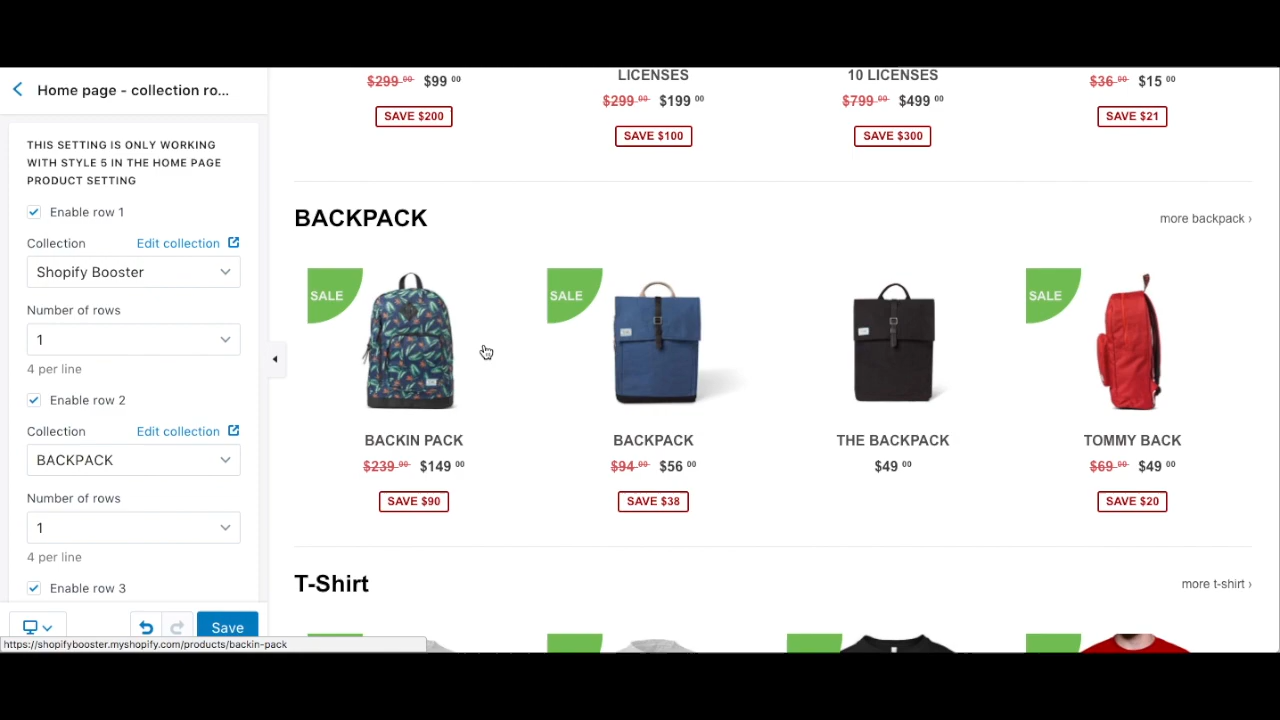 Home page - collection ro...
THIS SETTING IS ONLY WORKING
WITH STYLE 5 IN THE HOME PAGE
PRODUCT SETTING
Enable row 1
Collection Edit collection
Shopify Booster
Number of rows
1
4 per line
Enable row 2
Collection Edit collection
BACKPACK
Number of rows
1
4 per line
Enable row 3
Save
https://shopifybooster.myshopify.com/products/backin-pack
LICENSES 10 LICENSES
$299.00 $99.00 $299.00 $199.00 $799.00 $499.00 $36.00 $15.00
SAVE $200 SAVE $100 SAVE $300 SAVE $21
BACKPACK more backpack ›
SALE SALE SALE
BACKIN PACK BACKPACK THE BACKPACK TOMMY BACK
$239.00 $149.00 $94.00 $56.00 $49.00 $69.00 $49.00
SAVE $90 SAVE $38 SAVE $20
T-Shirt more t-shirt ›